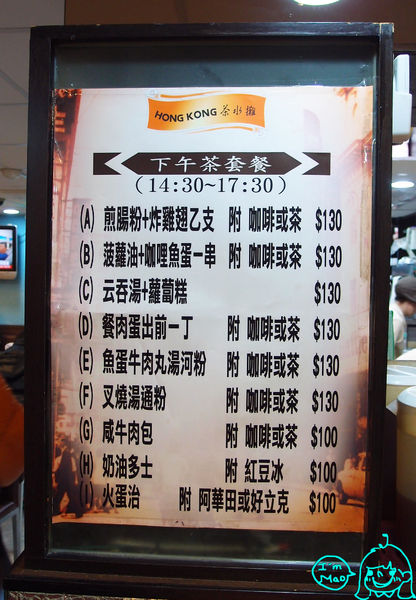 HONG KONG 茶水攤
下午茶套餐
(14:30~17:30)
(A) 煎腸粉+炸雞翅乙支 附 咖啡或茶 $130
(B) 菠蘿油+咖哩魚蛋一串 附 咖啡或茶 $130
(C) 云吞湯+蘿蔔糕 $130
(D) 餐肉蛋出前一丁 附 咖啡或茶 $130
(E) 魚蛋牛肉丸湯河粉 附 咖啡或茶 $130
(F) 叉燒湯通粉 附 咖啡或茶 $130
(G) 咸牛肉包 附 咖啡或茶 $100
(H) 奶油多士 附 紅豆冰 $100
(I) 火蛋治 附 阿華田或好立克 $100
I'm Mao